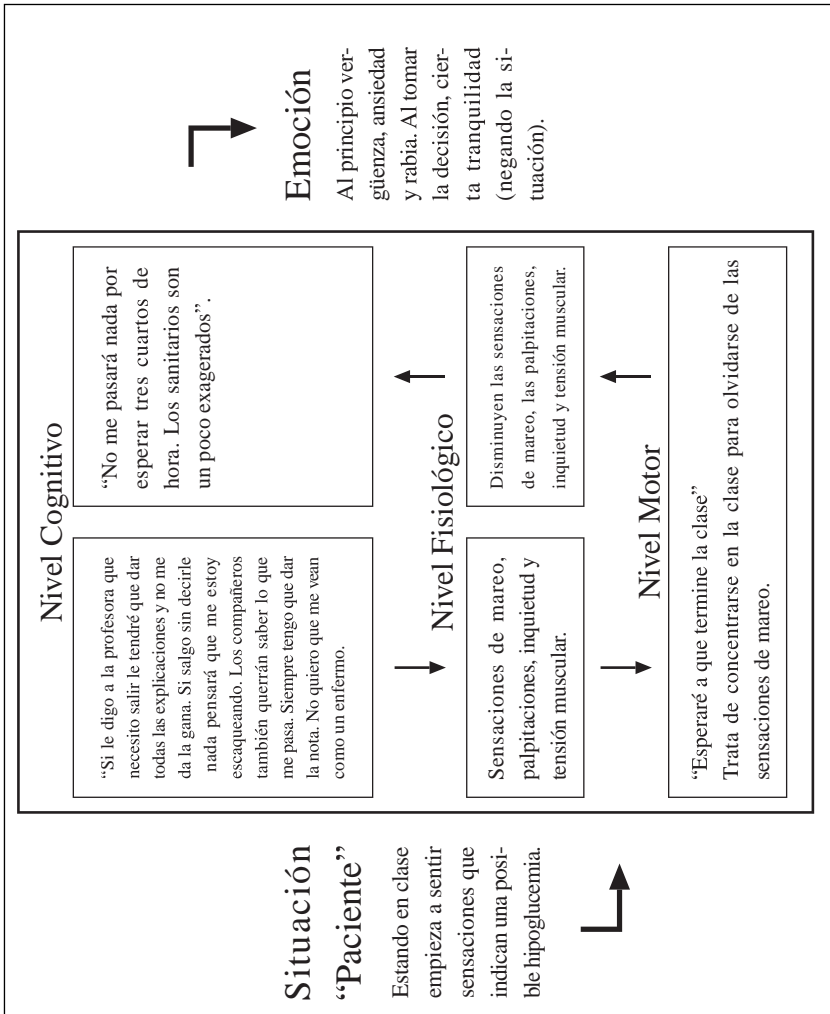 Situación
“Paciente”
Estando en clase
empieza a sentir
sensaciones que
indican una posi-
ble hipoglucemia.
Nivel Cognitivo
“Si le digo a la profesora que
necesito salir le tendré que dar
todas las explicaciones y no me
da la gana. Si salgo sin decirle
nada pensará que me estoy
escaqueando. Los compañeros
también querrán saber lo que
me pasa. Siempre tengo que dar
la nota. No quiero que me vean
como un enfermo.
“No me pasará nada por
esperar tres cuartos de
hora. Los sanitarios son
un poco exagerados”.
Nivel Fisiológico
Sensaciones de mareo,
palpitaciones, inquietud y
tensión muscular.
Disminuyen las sensaciones
de mareo, las palpitaciones,
inquietud y tensión muscular.
Nivel Motor
“Esperaré a que termine la clase”
Trata de concentrarse en la clase para olvidarse de las
sensaciones de mareo.
Emoción
Al principio ver-
güenza, ansiedad
y rabia. Al tomar
la decisión, cier-
ta tranquilidad
(negando la si-
tuación).